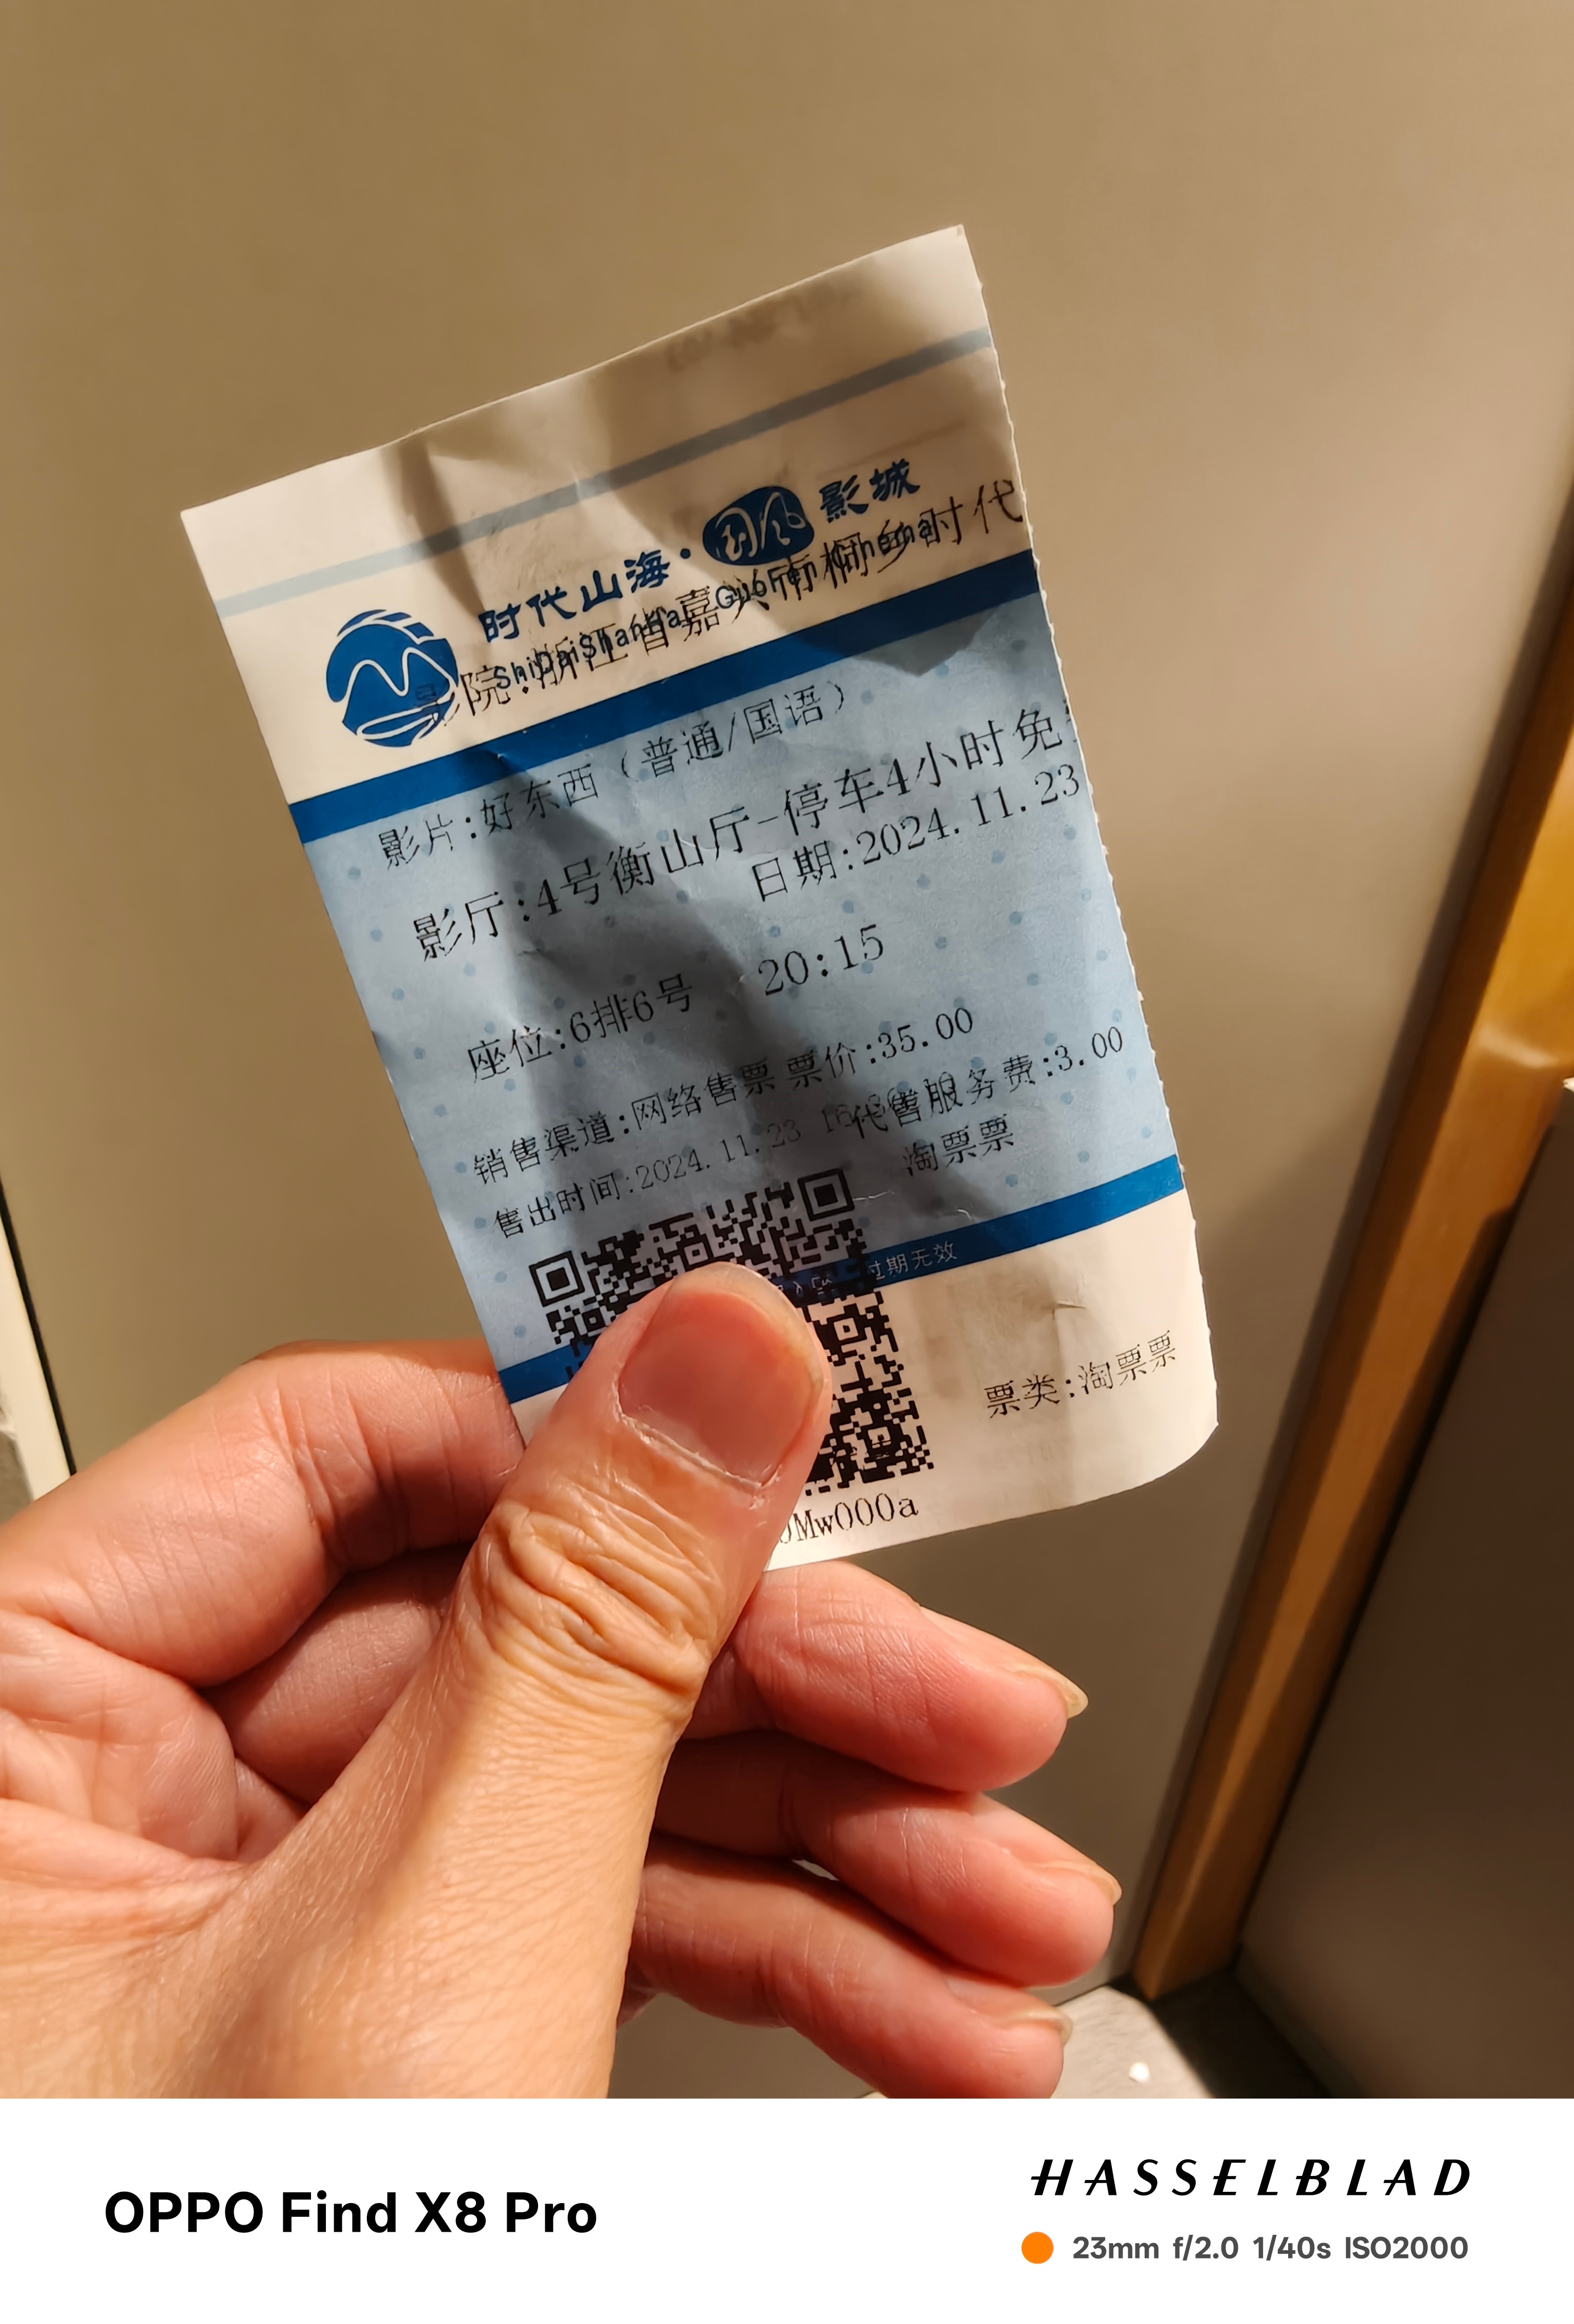 时代山海·国风影城
ShiDaiShanHai GuoFen Cinema
影院:浙江省嘉兴市桐乡时代
影片:好东西(普通/国语)
影厅:4号衡山厅-停车4小时免
日期:2024.11.23
座位:6排6号 20:15
销售渠道:网络售票 票价:35.00
代售服务费:3.00
售出时间:2024.11.23
淘票票
过期无效
票类:淘票票
Mw000a
OPPO Find X8 Pro
HASSELBLAD
23mm f/2.0 1/40s ISO2000